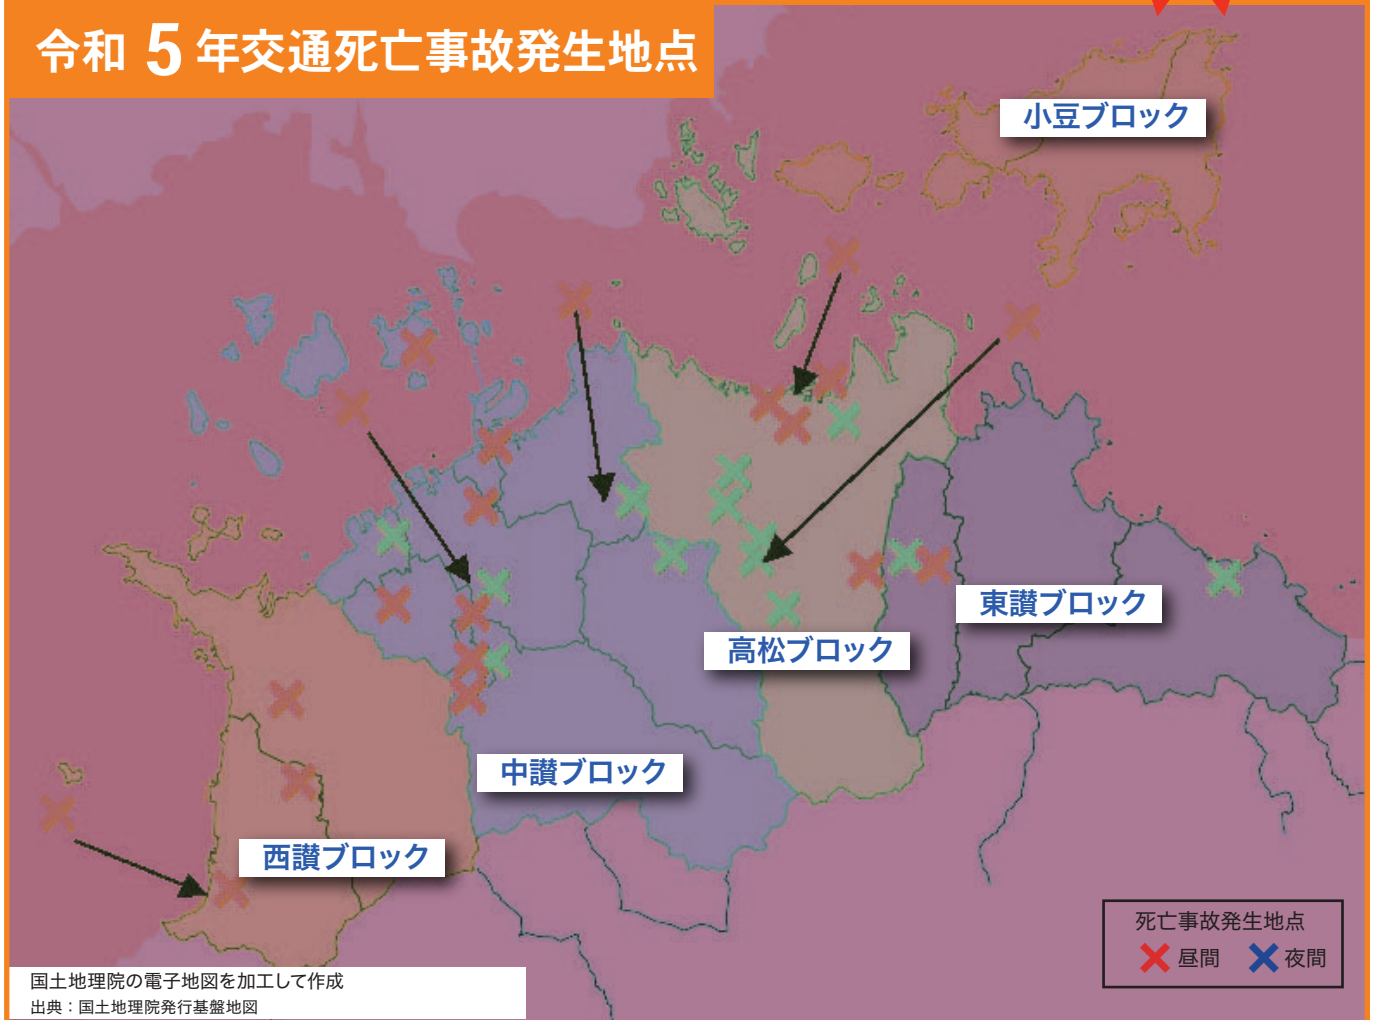 令和 5 年交通死亡事故発生地点
小豆ブロック
東讃ブロック
高松ブロック
中讃ブロック
西讃ブロック
死亡事故発生地点
昼間 夜間
国土地理院の電子地図を加工して作成
出典：国土地理院発行基盤地図